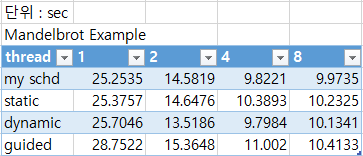 단위 : sec
Mandelbrot Example
thread 1 2 4 8
my schd 25.2535 14.5819 9.8221 9.9735
static 25.3757 14.6476 10.3893 10.2325
dynamic 25.7046 13.5186 9.7984 10.1341
guided 28.7522 15.3648 11.002 10.4133